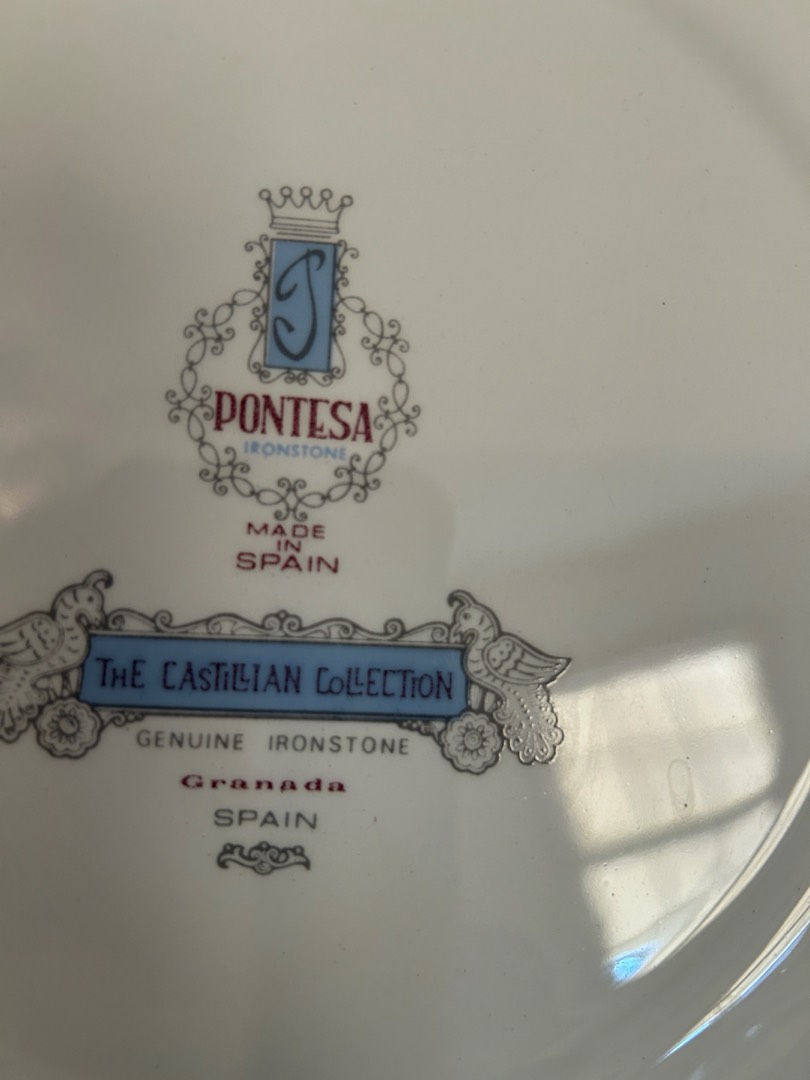 P
PONTESA
IRONSTONE
MADE
IN
SPAIN
THE CASTILLIAN COLLECTION
GENUINE IRONSTONE
Granada
SPAIN